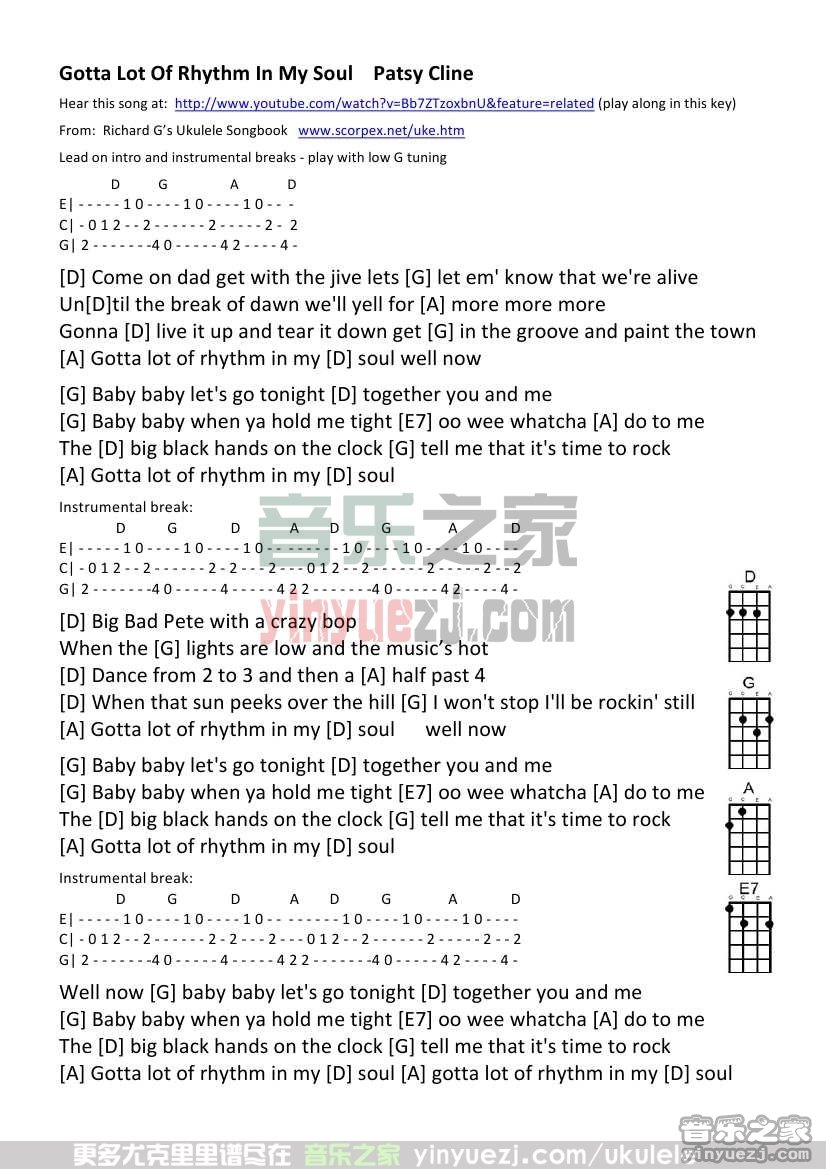 Gotta Lot Of Rhythm In My Soul    Patsy Cline
Hear this song at:  http://www.youtube.com/watch?v=Bb7ZTzoxbnU&feature=related (play along in this key)
From:  Richard G's Ukulele Songbook   www.scorpex.net/uke.htm
Lead on intro and instrumental breaks - play with low G tuning
D G A D
E| - - - - - 1 0 - - - - 1 0 - - - - 1 0 - -  -
C| - 0 1 2 - - 2 - - - - - - 2 - - - - - 2 -  2
G| 2 - - - - - - -4 0 - - - - - 4 2 - - - - 4 -
[D] Come on dad get with the jive lets [G] let em' know that we're alive
Un[D]til the break of dawn we'll yell for [A] more more more
Gonna [D] live it up and tear it down get [G] in the groove and paint the town
[A] Gotta lot of rhythm in my [D] soul well now
[G] Baby baby let's go tonight [D] together you and me
[G] Baby baby when ya hold me tight [E7] oo wee whatcha [A] do to me
The [D] big black hands on the clock [G] tell me that it's time to rock
[A] Gotta lot of rhythm in my [D] soul
Instrumental break:
D G D A D G A D
E| - - - - - 1 0 - - - - 1 0 - - - - 1 0 - -  - - - - - - 1 0 - - - - 1 0 - - - - 1 0 - - - -
C| - 0 1 2 - - 2 - - - - - - 2 - 2 - - - 2 - - - 0 1 2 - - 2 - - - - - - 2 - - - - - 2 - - 2
G| 2 - - - - - - -4 0 - - - - - 4 - - - - - 4 2 2 - - - - - - -4 0 - - - - - 4 2 - - - - 4 -
音乐之家
yinyuezj.com
[D] Big Bad Pete with a crazy bop
When the [G] lights are low and the music’s hot
[D] Dance from 2 to 3 and then a [A] half past 4
[D] When that sun peeks over the hill [G] I won't stop I'll be rockin' still
[A] Gotta lot of rhythm in my [D] soul      well now
[G] Baby baby let's go tonight [D] together you and me
[G] Baby baby when ya hold me tight [E7] oo wee whatcha [A] do to me
The [D] big black hands on the clock [G] tell me that it's time to rock
[A] Gotta lot of rhythm in my [D] soul
D
G C E A
G
G C E A
A
G C E A
E7
G C E A
Instrumental break:
D G D A D G A D
E| - - - - - 1 0 - - - - 1 0 - - - - 1 0 - -  - - - - - - 1 0 - - - - 1 0 - - - - 1 0 - - - -
C| - 0 1 2 - - 2 - - - - - - 2 - 2 - - - 2 - - - 0 1 2 - - 2 - - - - - - 2 - - - - - 2 - - 2
G| 2 - - - - - - -4 0 - - - - - 4 - - - - - 4 2 2 - - - - - - -4 0 - - - - - 4 2 - - - - 4 -
Well now [G] baby baby let's go tonight [D] together you and me
[G] Baby baby when ya hold me tight [E7] oo wee whatcha [A] do to me
The [D] big black hands on the clock [G] tell me that it's time to rock
[A] Gotta lot of rhythm in my [D] soul [A] gotta lot of rhythm in my [D] soul
更多尤克里里谱尽在 音乐之家 yinyuezj.com/ukulele
音乐之家
yinyuezj.com